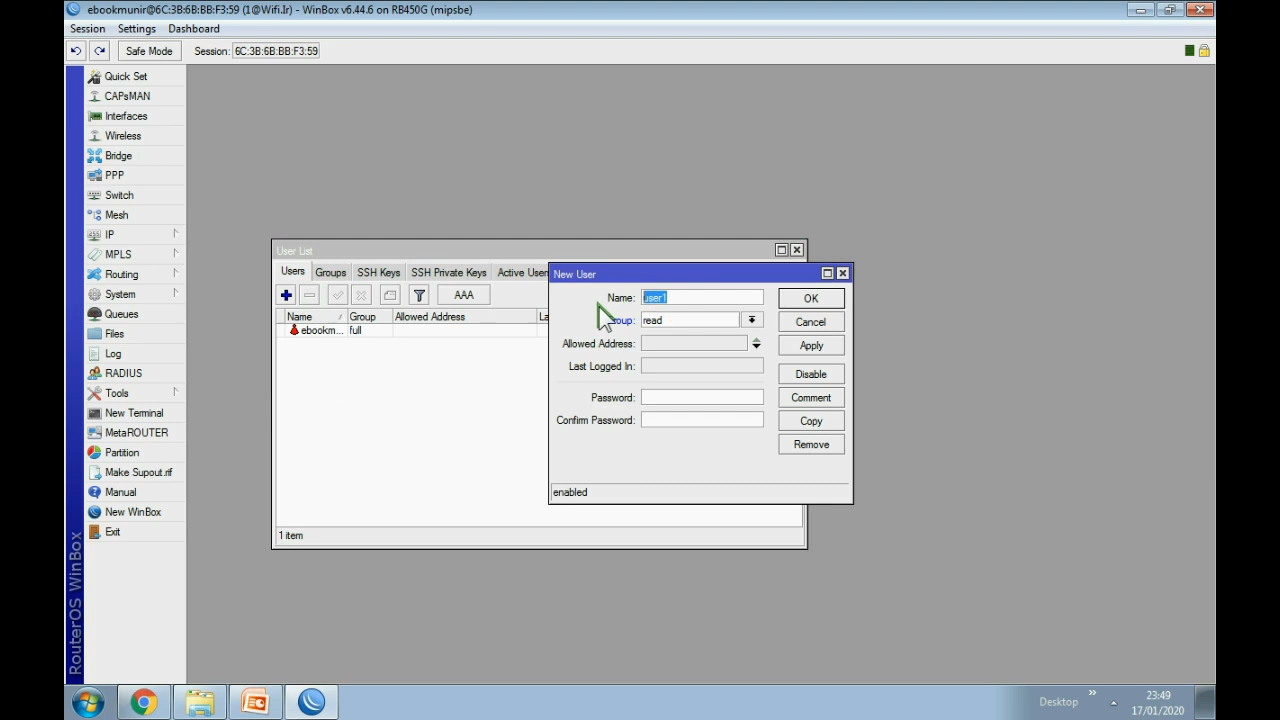 ebookmunir@6C:3B:6B:BB:F3:59 (1@Wifi.Ir) - WinBox v6.44.6 on RB450G (mipsbe)
Session Settings Dashboard
Safe Mode Session: 6C:3B:6B:BB:F3:59
Quick Set
CAPsMAN
Interfaces
Wireless
Bridge
PPP
Switch
Mesh
IP
MPLS
Routing
System
Queues
Files
Log
RADIUS
Tools
New Terminal
MetaROUTER
Partition
Make Supout.rif
Manual
New WinBox
Exit
RouterOS WinBox
User List
Users Groups SSH Keys SSH Private Keys Active User
AAA
Name Group Allowed Address La
ebookm... full
1 item
New User
Name: user1
oup: read
Allowed Address:
Last Logged In:
Password:
Confirm Password:
OK
Cancel
Apply
Disable
Comment
Copy
Remove
enabled
Desktop »
23:49
17/01/2020